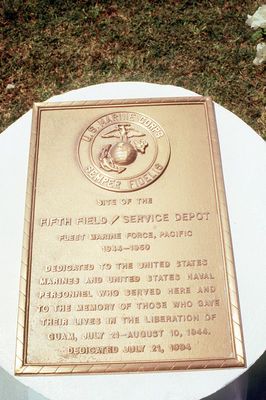 U.S. MARINE CORPS
SEMPER FIDELIS
SITE OF THE
FIFTH FIELD / SERVICE DEPOT
FLEET MARINE FORCE, PACIFIC
1944-1950
DEDICATED TO THE UNITED STATES
MARINES AND UNITED STATES NAVAL
PERSONNEL WHO SERVED HERE AND
TO THE MEMORY OF THOSE WHO GAVE
THEIR LIVES IN THE LIBERATION OF
GUAM, JULY 21-AUGUST 10, 1944.
DEDICATED JULY 21, 1994